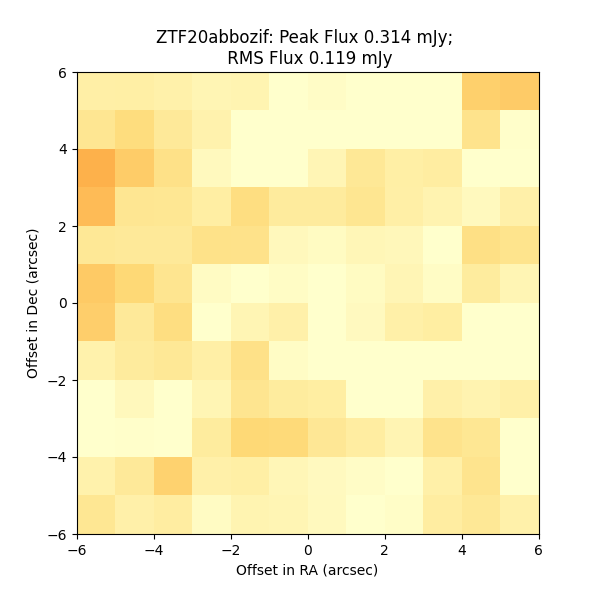 ZTF20abbozif: Peak Flux 0.314 mJy;
RMS Flux 0.119 mJy
6
4
2
0
−2
−4
−6
Offset in Dec (arcsec)
−6 −4 −2 0 2 4 6
Offset in RA (arcsec)